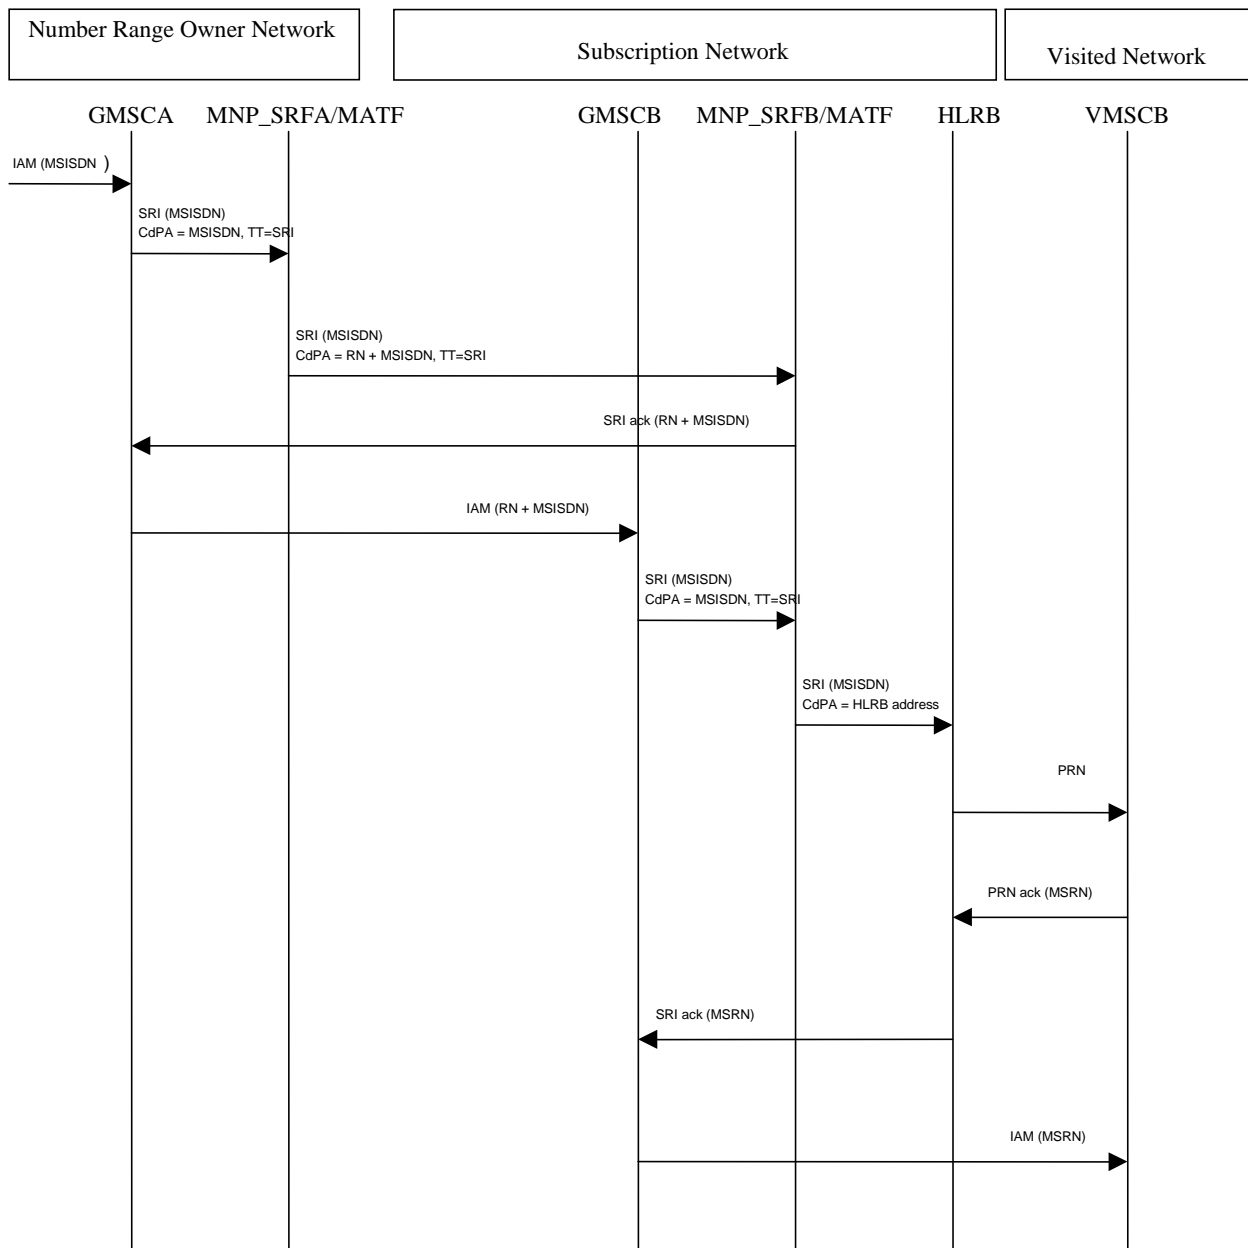 Number Range Owner Network
Subscription Network
Visited Network
GMSCA
MNP_SRFA/MATF
GMSCB
MNP_SRFB/MATF
HLRB
VMSCB
IAM (MSISDN )
SRI (MSISDN)
CdPA = MSISDN, TT=SRI
SRI (MSISDN)
CdPA = RN + MSISDN, TT=SRI
SRI ack (RN + MSISDN)
IAM (RN + MSISDN)
SRI (MSISDN)
CdPA = MSISDN, TT=SRI
SRI (MSISDN)
CdPA = HLRB address
PRN
PRN ack (MSRN)
SRI ack (MSRN)
IAM (MSRN)